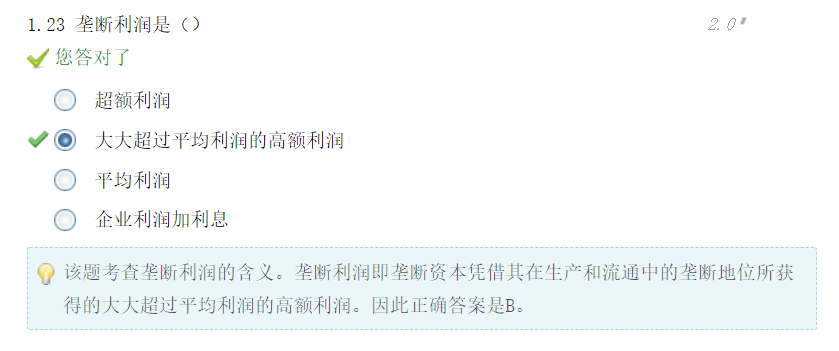 1.23 垄断利润是（） 2.0
您答对了
超额利润
大大超过平均利润的高额利润
平均利润
企业利润加利息
该题考查垄断利润的含义。垄断利润即垄断资本凭借其在生产和流通中的垄断地位所获
得的大大超过平均利润的高额利润。因此正确答案是B。